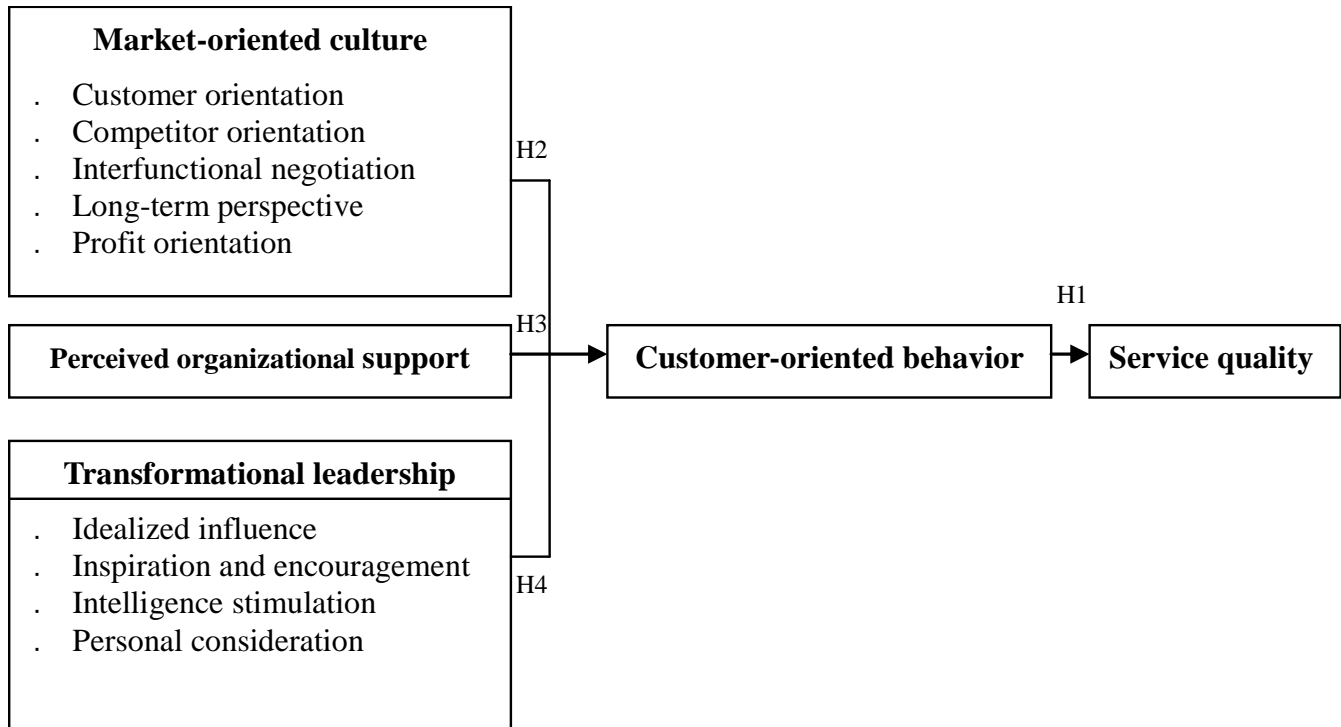 Market-oriented culture
. Customer orientation
. Competitor orientation
. Interfunctional negotiation
. Long-term perspective
. Profit orientation
H2
H1
H3
Perceived organizational support
Customer-oriented behavior
Service quality
Transformational leadership
. Idealized influence
. Inspiration and encouragement
. Intelligence stimulation
. Personal consideration
H4